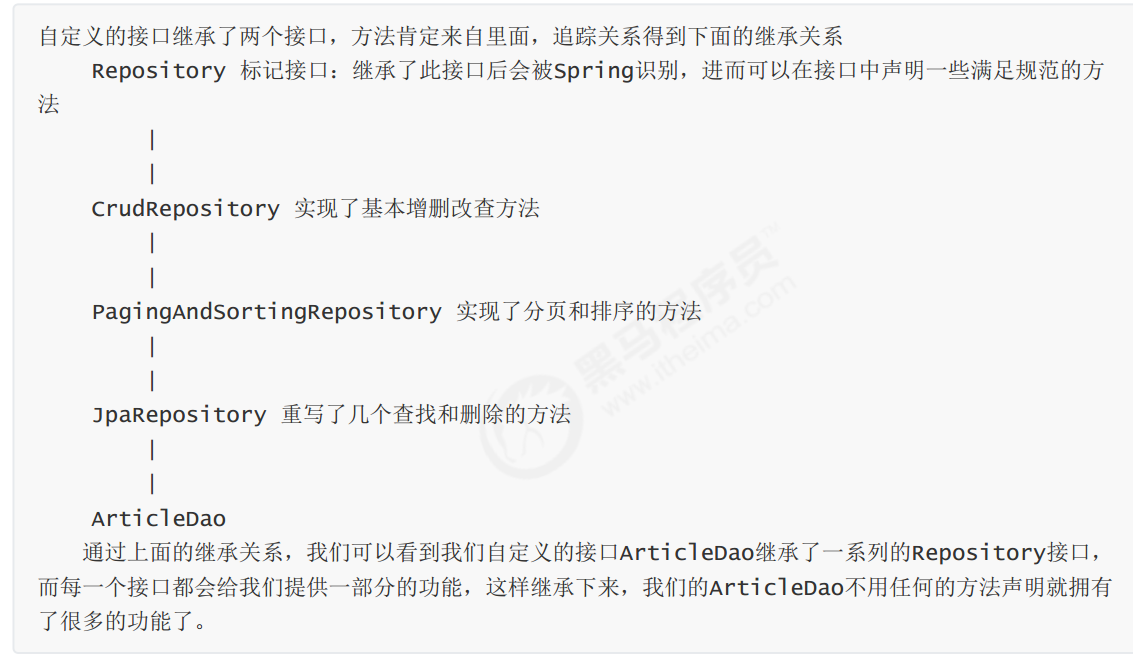 自定义的接口继承了两个接口，方法肯定来自里面，追踪关系得到下面的继承关系
Repository 标记接口：继承了此接口后会被Spring识别，进而可以在接口中声明一些满足规范的方
法
|
|
CrudRepository 实现了基本增删改查方法
|
|
PagingAndSortingRepository 实现了分页和排序的方法
|
|
JpaRepository 重写了几个查找和删除的方法
|
|
ArticleDao
通过上面的继承关系，我们可以看到我们自定义的接口ArticleDao继承了一系列的Repository接口，
而每一个接口都会给我们提供一部分的功能，这样继承下来，我们的ArticleDao不用任何的方法声明就拥有
了很多的功能了。
黑马程序员™
www.itheima.com